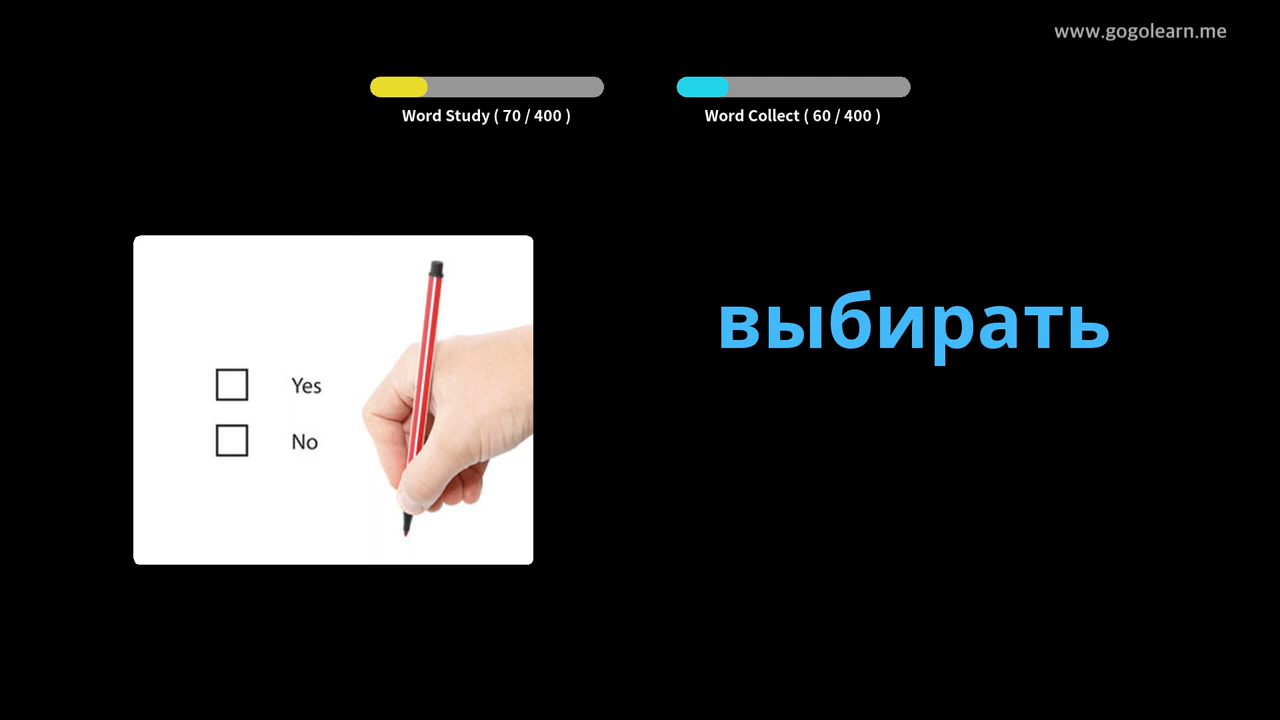 www.gogolearn.me
Word Study ( 70 / 400 )
Word Collect ( 60 / 400 )
выбирать
Yes
No